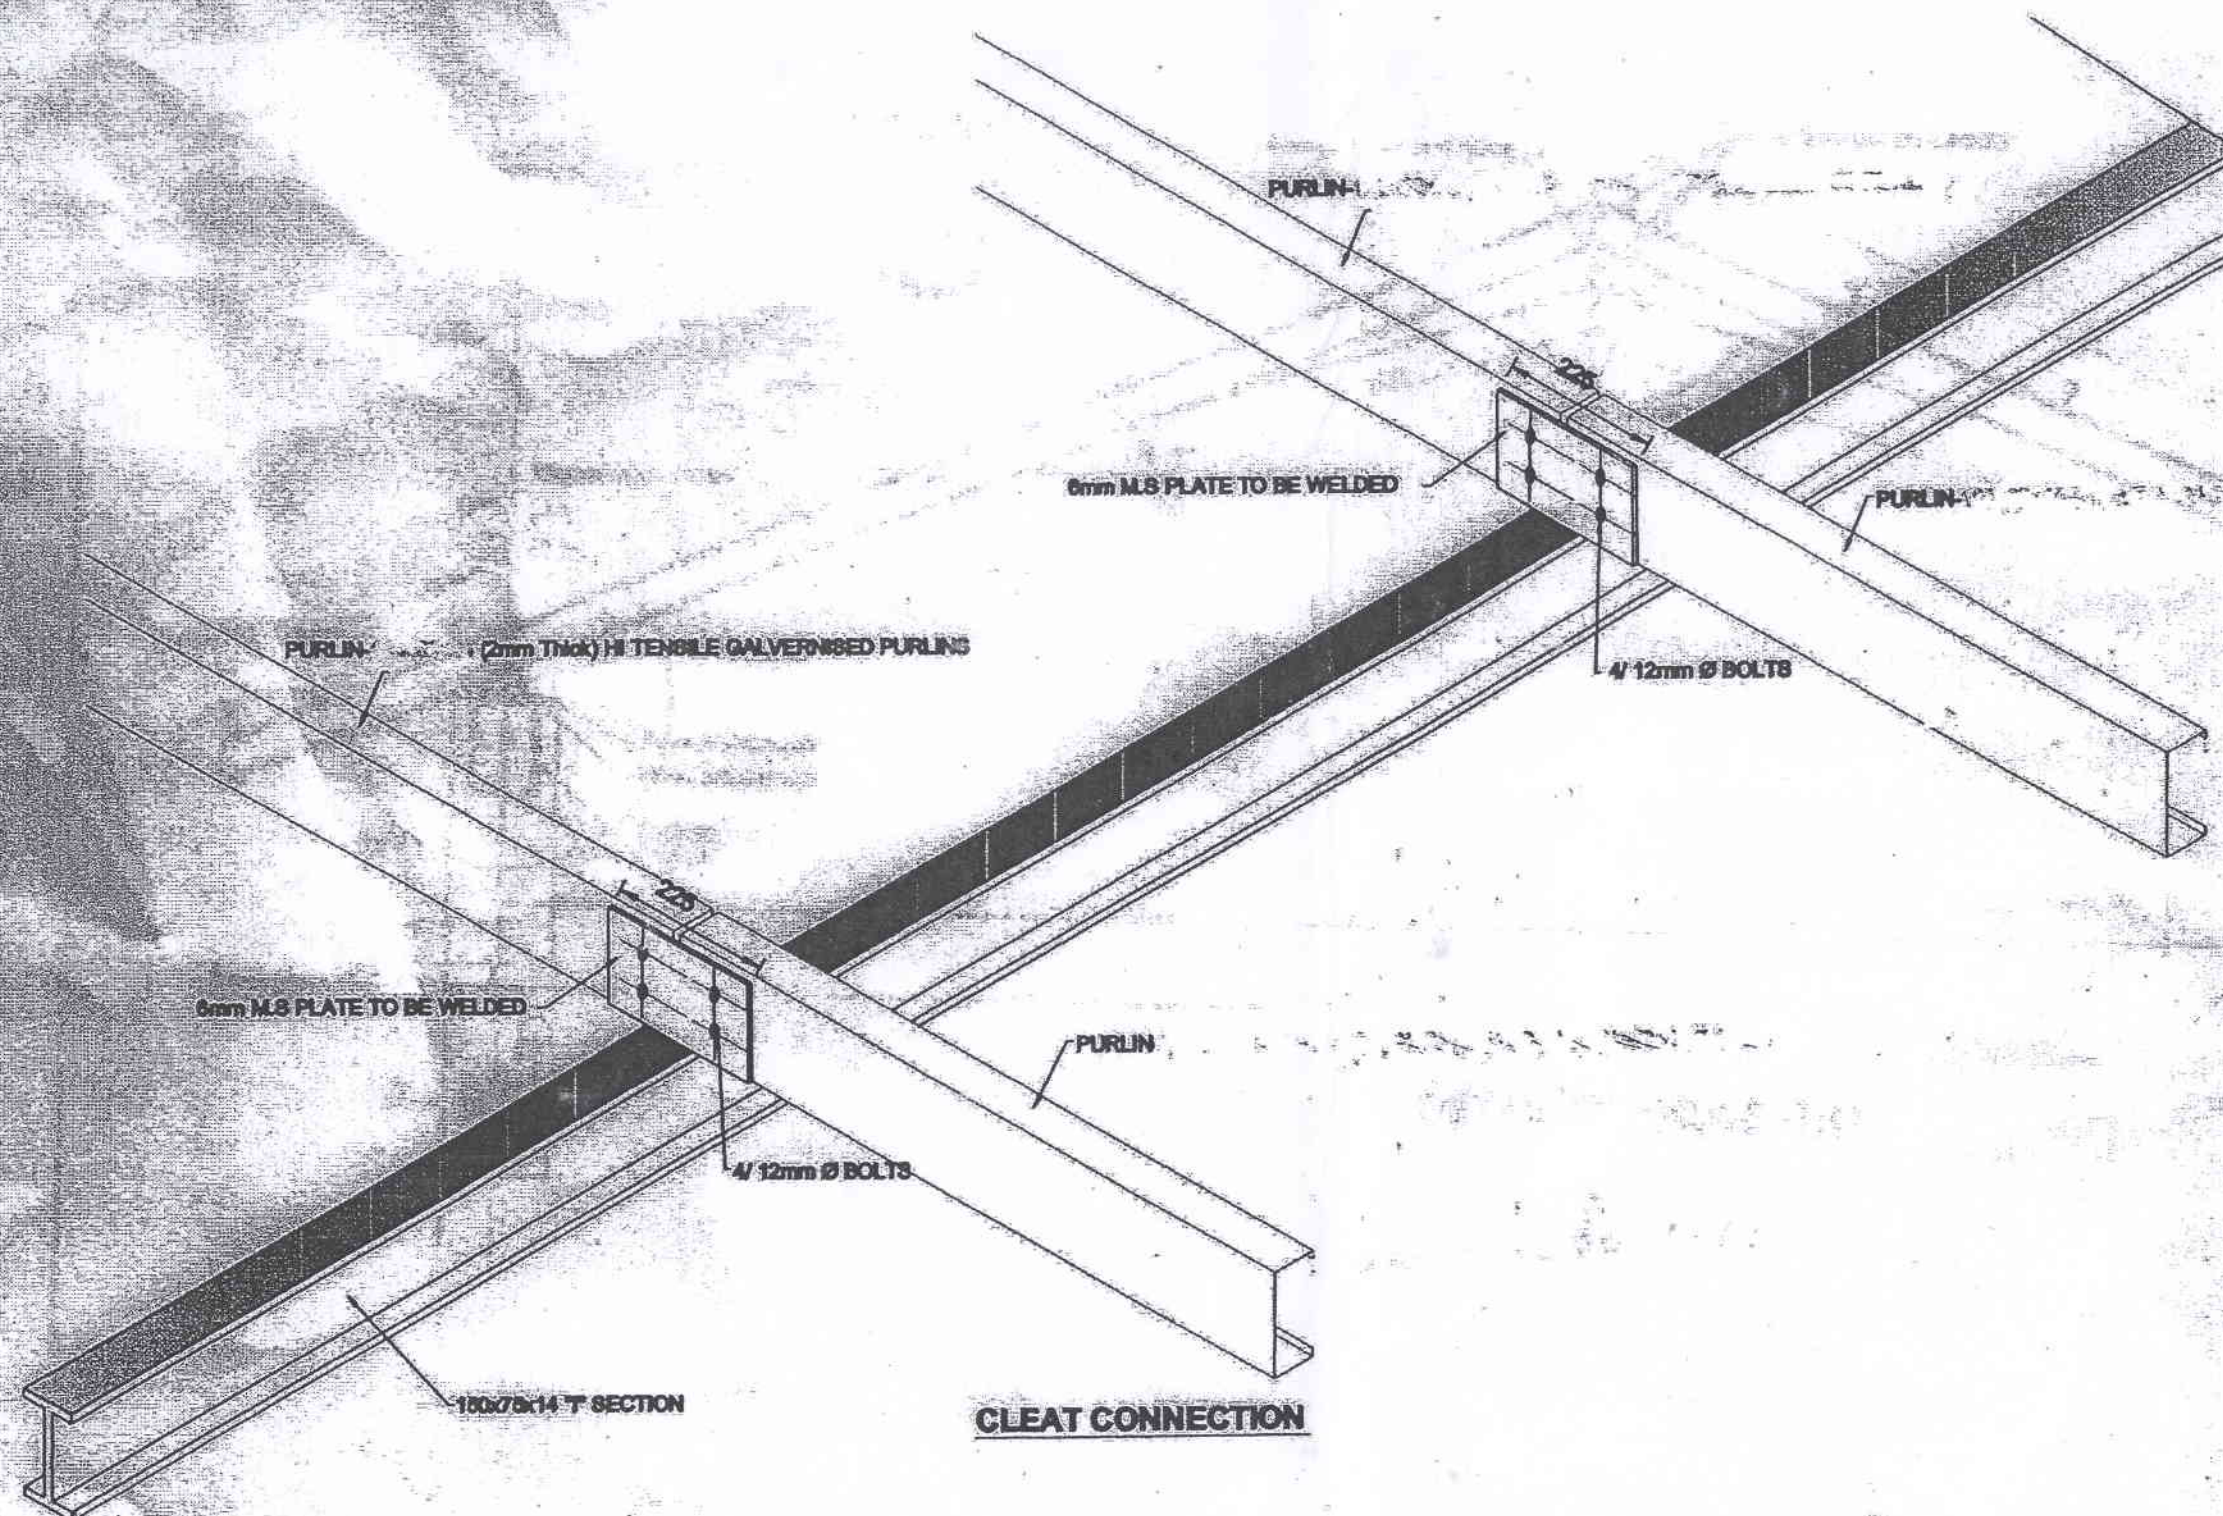 PURLIN-
225
6mm M.S PLATE TO BE WELDED
PURLIN-
PURLIN- (2mm Thick) HI TENSILE GALVERNISED PURLINS
4/ 12mm Ø BOLTS
225
6mm M.S PLATE TO BE WELDED
PURLIN
4/ 12mm Ø BOLTS
150x75x14 "I" SECTION
CLEAT CONNECTION